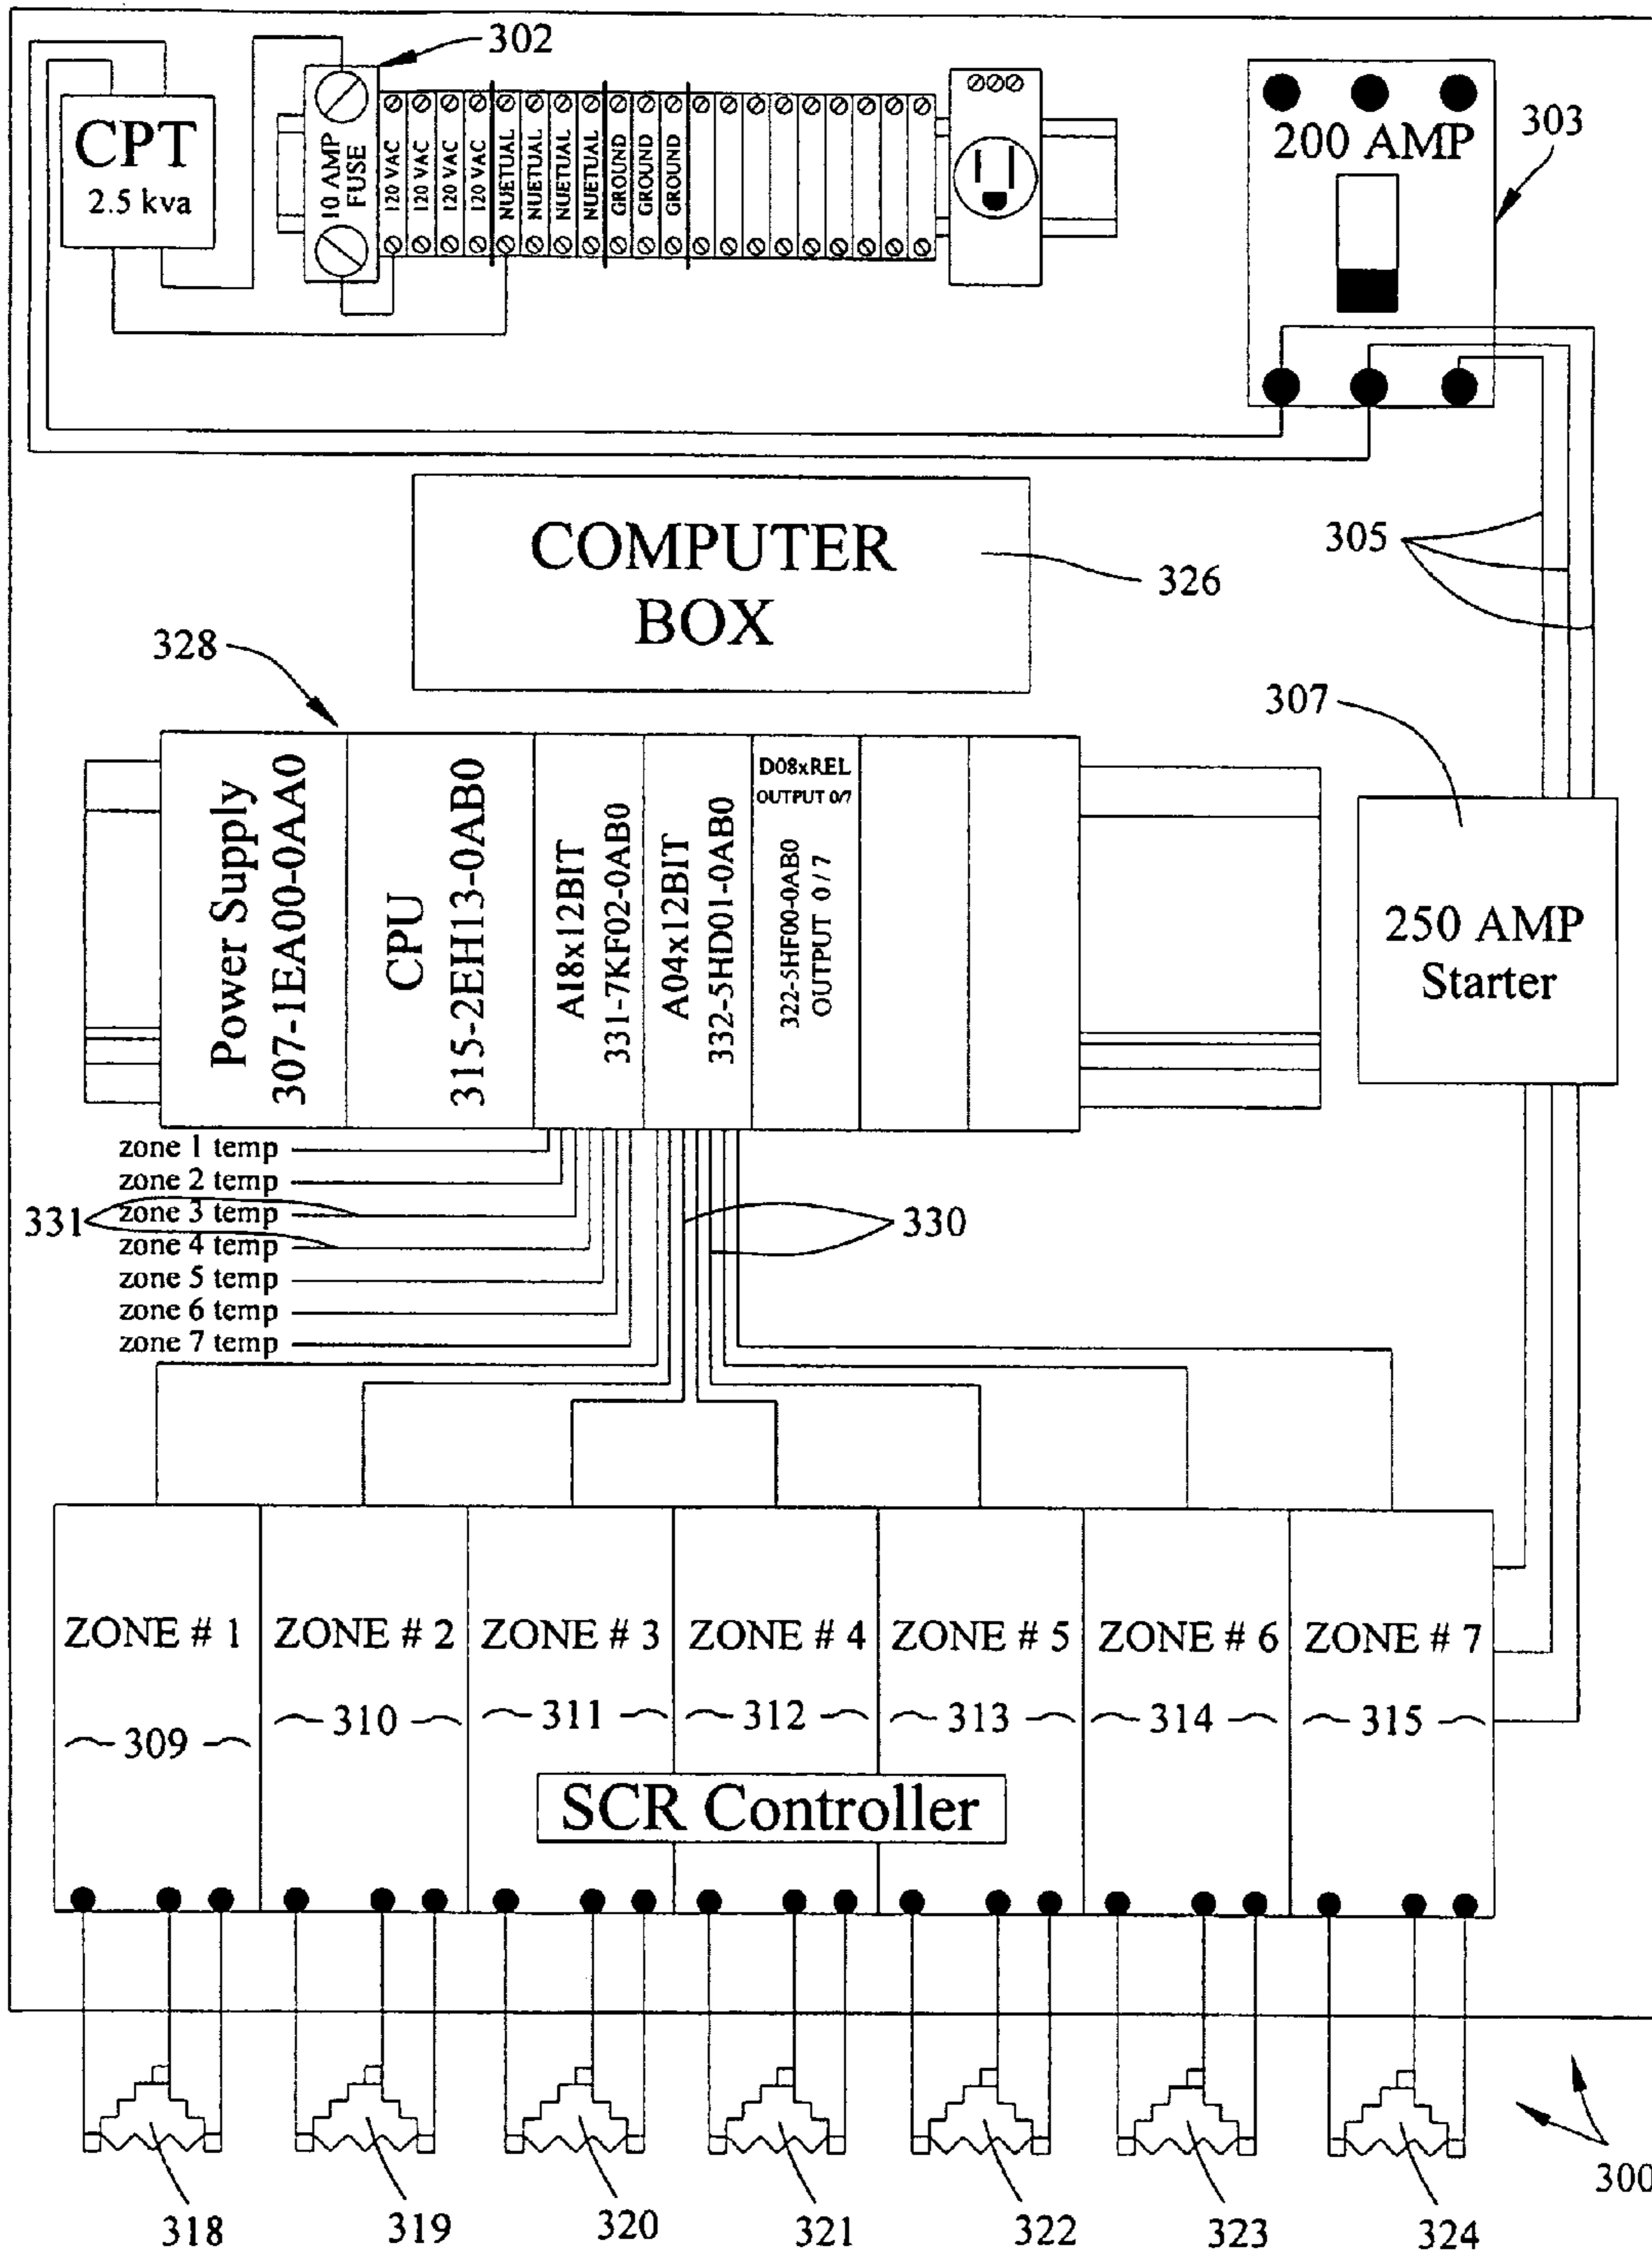 302
CPT
2.5 kva
10 AMP
FUSE
120 VAC
120 VAC
120 VAC
120 VAC
NUETUAL
NUETUAL
NUETUAL
NUETUAL
GROUND
GROUND
GROUND
200 AMP
303
COMPUTER
BOX
326
305
328
307
Power Supply
307-1EA00-0AA0
CPU
315-2EH13-0AB0
AI8x12BIT
331-7KF02-0AB0
A04x12BIT
332-5HD01-0AB0
D08xREL
OUTPUT 0/7
322-5HF00-0AB0
OUTPUT 0 / 7
250 AMP
Starter
zone 1 temp
zone 2 temp
zone 3 temp
zone 4 temp
zone 5 temp
zone 6 temp
zone 7 temp
331
330
ZONE # 1
ZONE # 2
ZONE # 3
ZONE # 4
ZONE # 5
ZONE # 6
ZONE # 7
309
310
311
312
313
314
315
SCR Controller
318
319
320
321
322
323
324
300